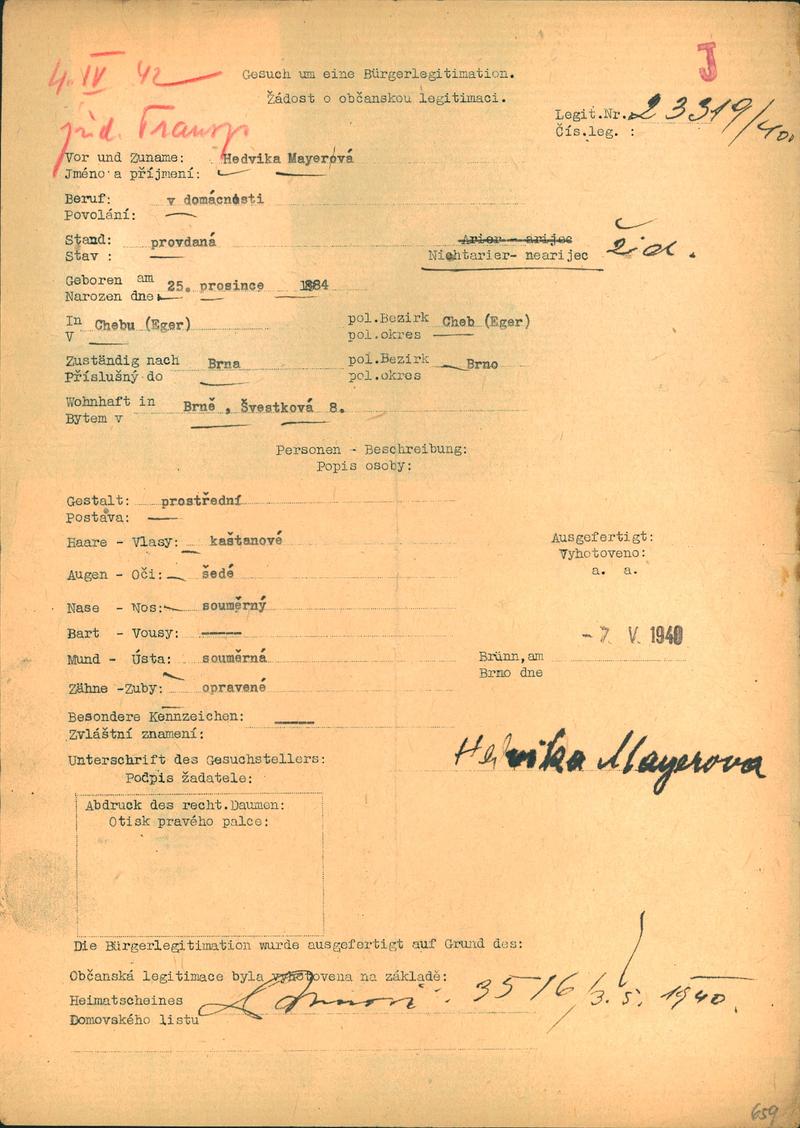 4. IV 42
J
Gesuch um eine Bürgerlegitimation.
Žádost o občanskou legitimaci.
Legit.Nr. 23319/40.
Čís.leg. :
jüd. Transp
Vor und Zuname: Hedvika Mayerová
Jméno a příjmení:
Beruf: v domácnosti
Povolání:
Stand: provdaná Arier - arijec
Stav : Nichtarier- nearijec žid.
Geboren am 25. prosince 1884
Narozen dne
In Chebu (Eger) pol.Bezirk Cheb (Eger)
V pol.okres
Zuständig nach Brna pol.Bezirk Brno
Příslušný do pol.okres
Wohnhaft in Brně , Švestková 8.
Bytem v
Personen - Beschreibung:
Popis osoby:
Gestalt: prostřední
Postava:
Haare - Vlasy: kaštanové
Ausgefertigt:
Vyhotoveno:
a. a.
Augen - Oči: šedé
Nase - Nos: souměrný
Bart - Vousy: ----
-7. V. 1940
Mund - Ústa: souměrná
Brünn,am
Brno dne
Zähne -Zuby: opravené
Besondere Kennzeichen: ----
Zvláštní znamení:
Unterschrift des Gesuchstellers: Hedvika Mayerova
Podpis žadatele:
Abdruck des recht.Daumen:
Otisk pravého palce:
Die Bürgerlegitimation wurde ausgefertigt auf Grund des:
Občanská legitimace byla vyhotovena na základě:
Heimatscheines 3516/3.5. 1940.
Domovského listu
659